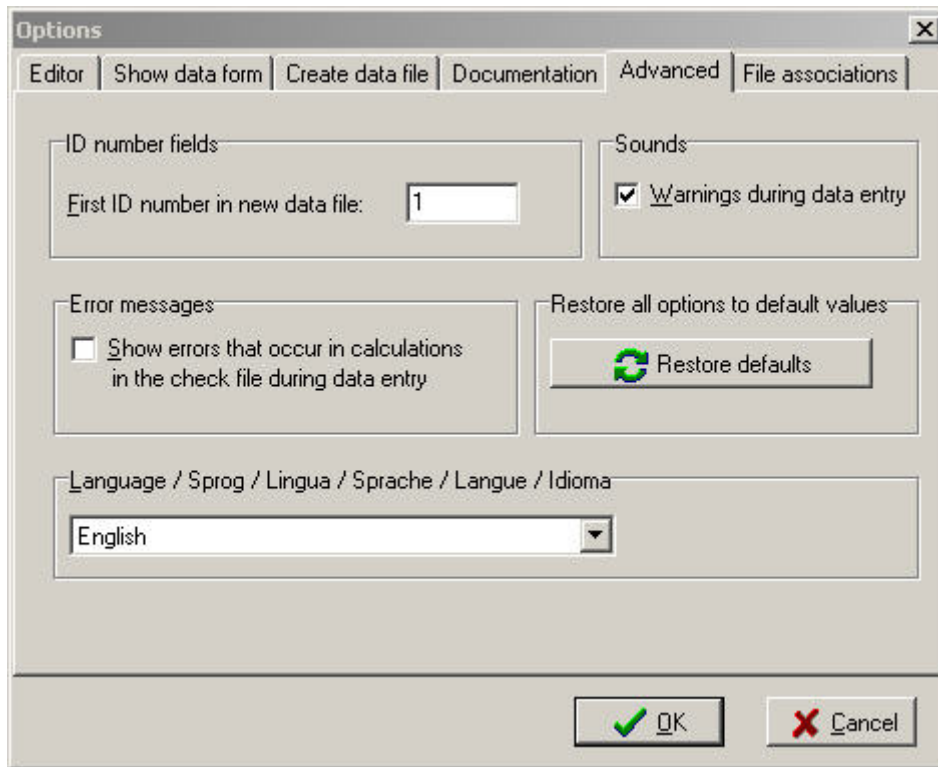 Options
Editor
Show data form
Create data file
Documentation
Advanced
File associations
ID number fields
First ID number in new data file:
1
Sounds
Warnings during data entry
Error messages
Show errors that occur in calculations
in the check file during data entry
Restore all options to default values
Restore defaults
Language / Sprog / Lingua / Sprache / Langue / Idioma
English
OK
Cancel